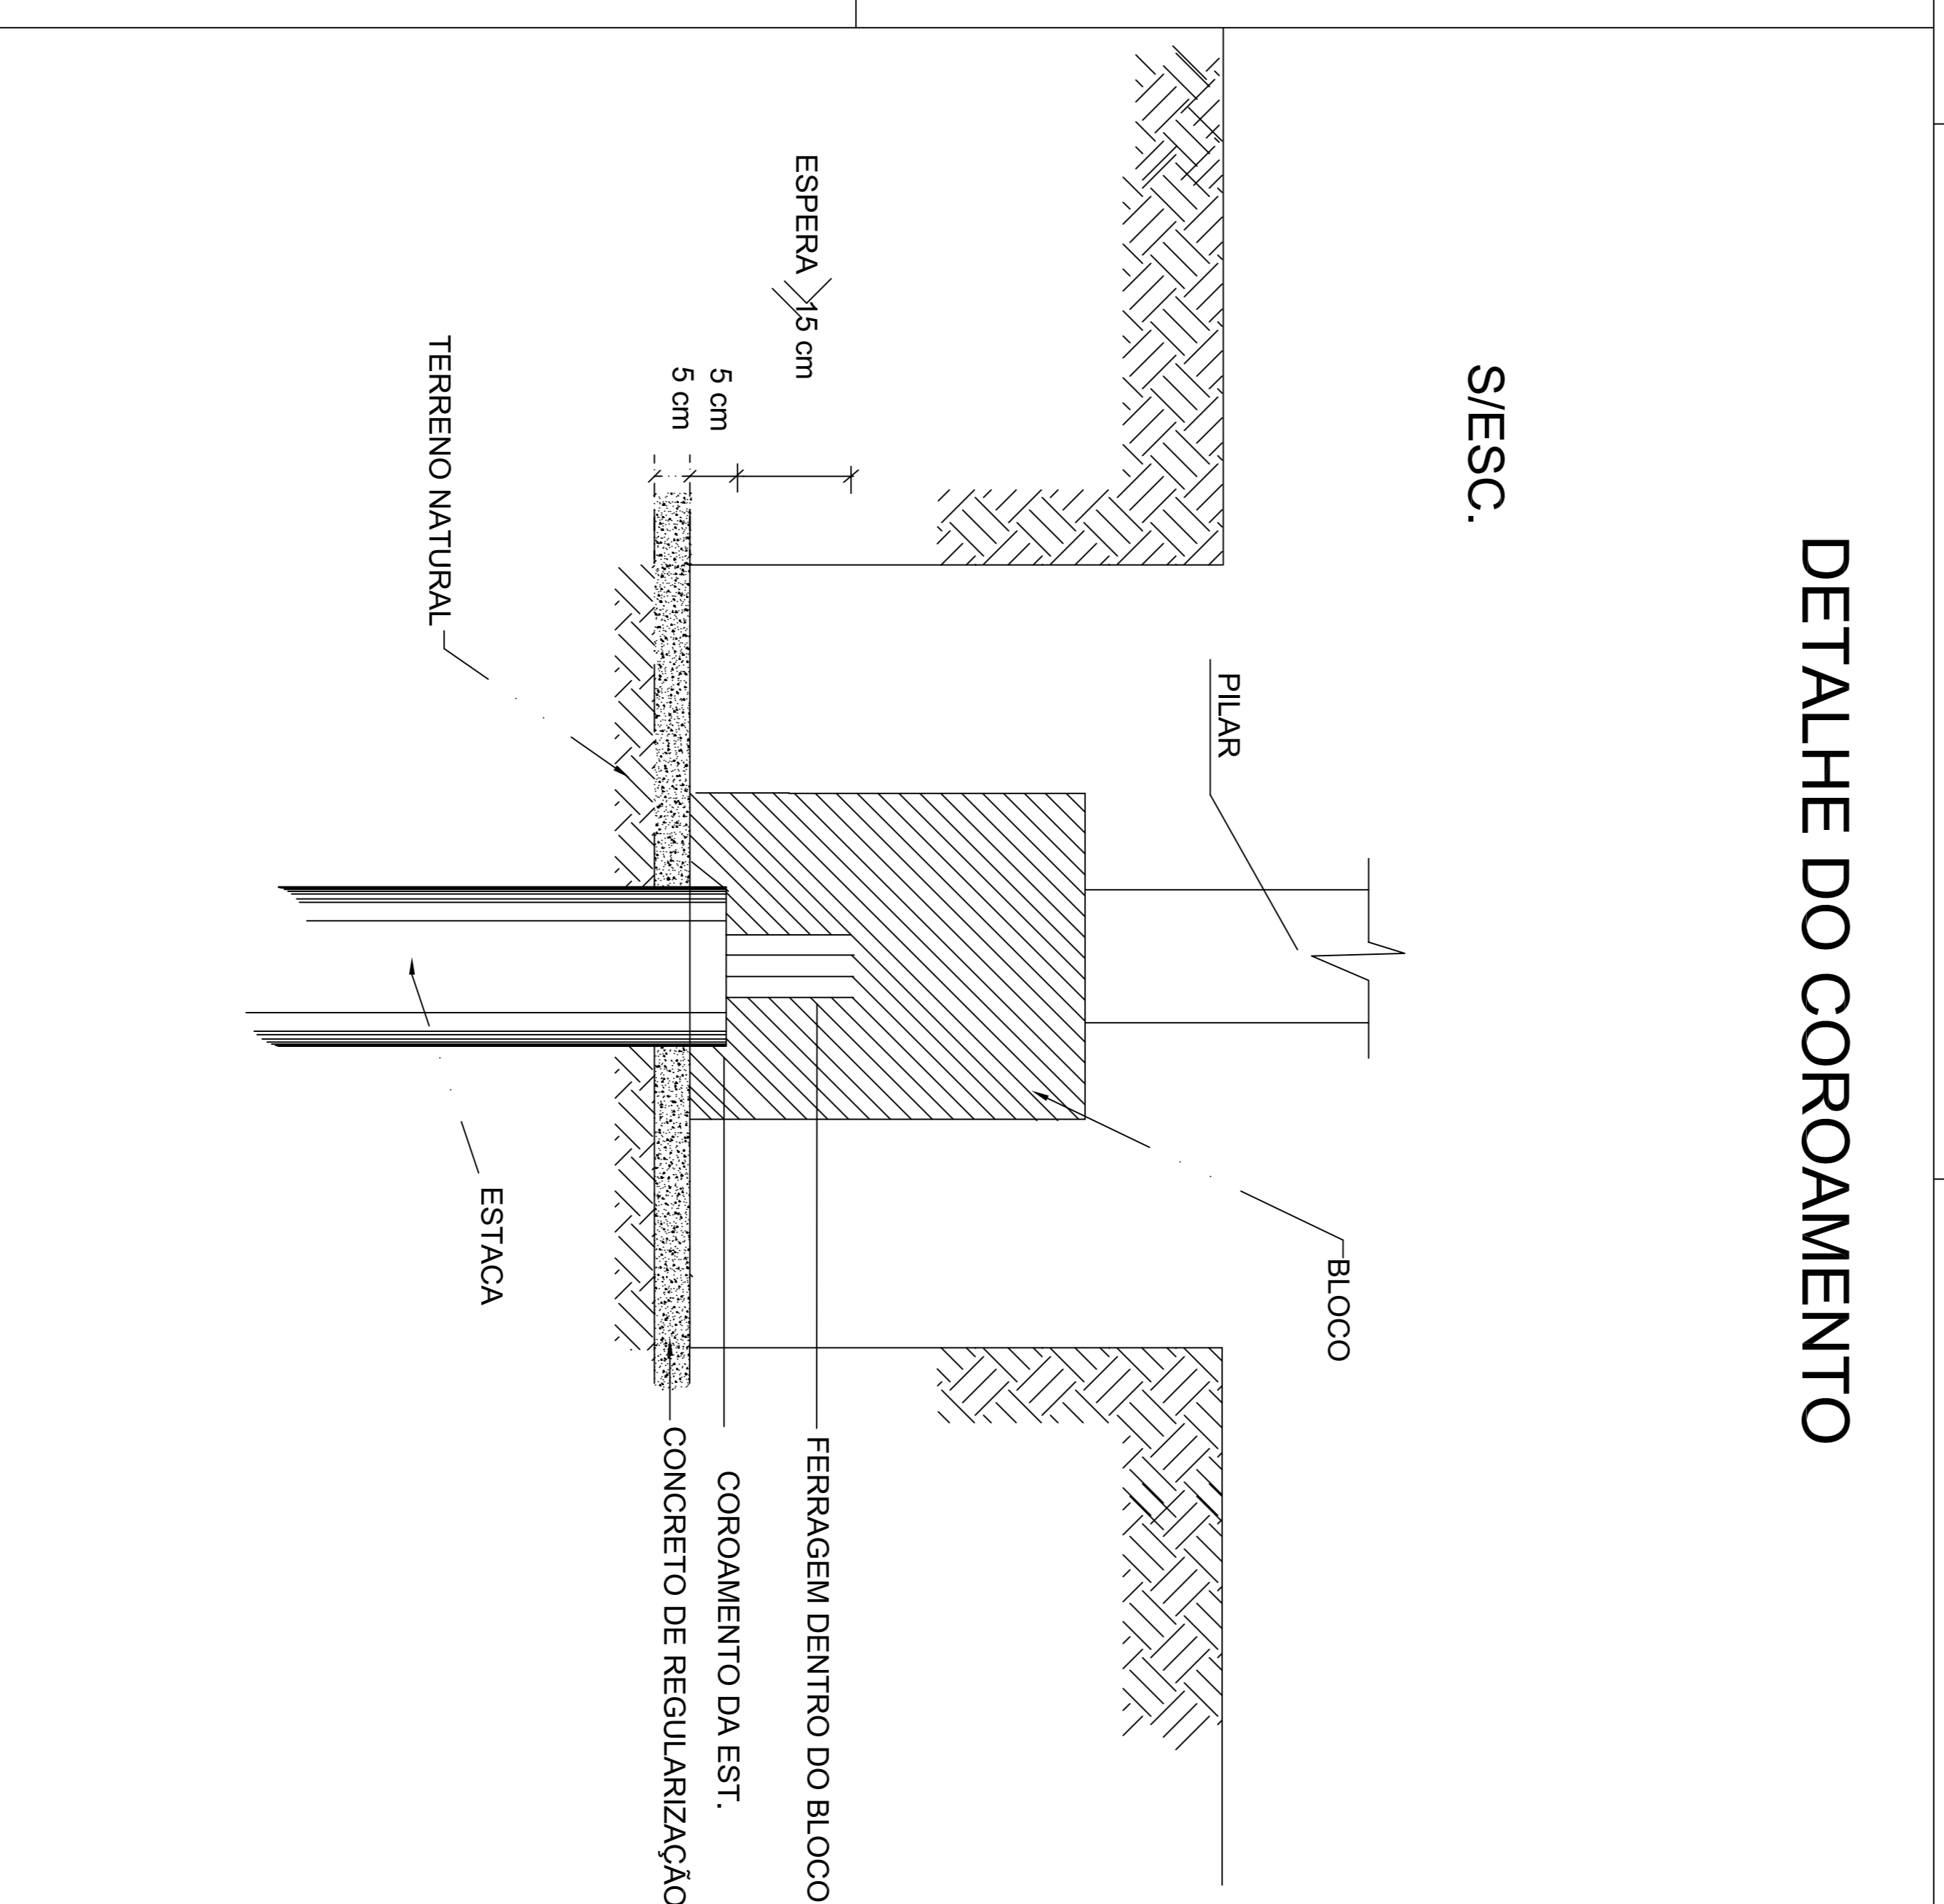 DETALHE DO COROAMENTO
S/ESC.
PILAR
BLOCO
ESPERA 15 cm
FERRAGEM DENTRO DO BLOCO
5 cm
COROAMENTO DA EST.
5 cm
CONCRETO DE REGULARIZAÇÃO
TERRENO NATURAL
ESTACA